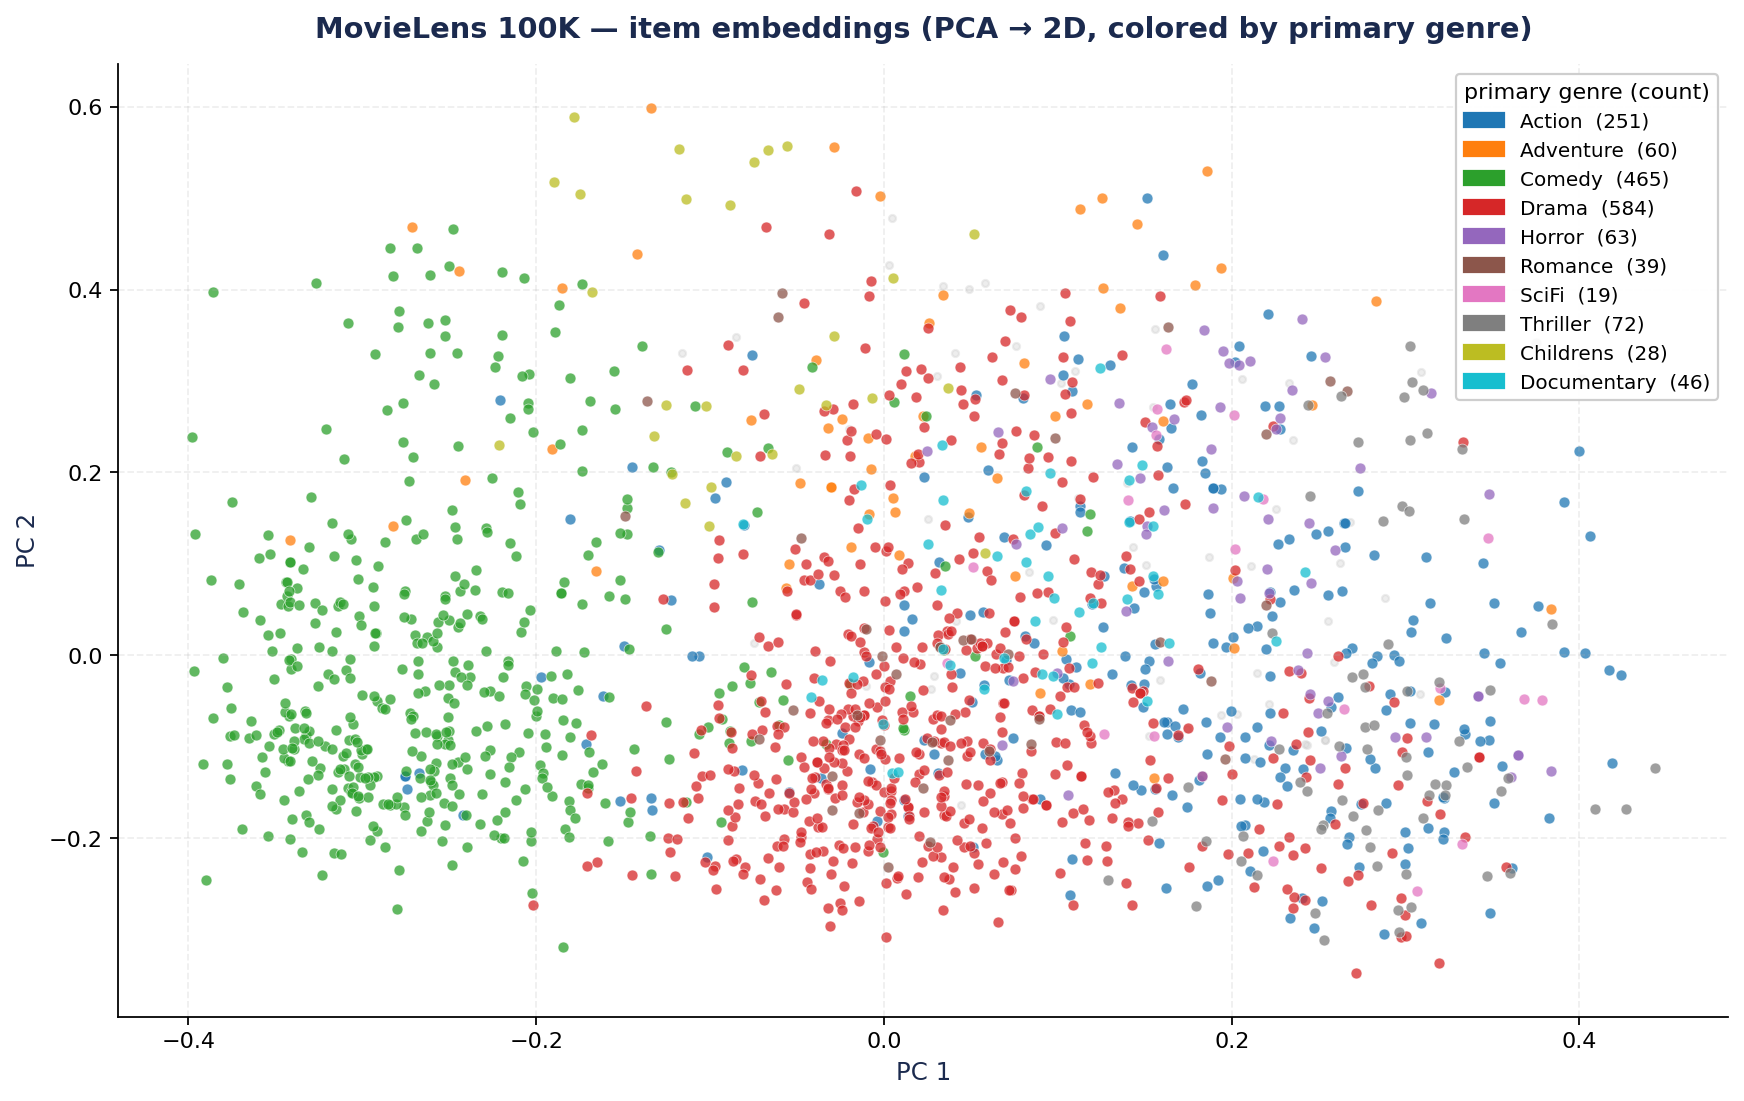 MovieLens 100K — item embeddings (PCA → 2D, colored by primary genre)
primary genre (count)
Action (251)
Adventure (60)
Comedy (465)
Drama (584)
Horror (63)
Romance (39)
SciFi (19)
Thriller (72)
Childrens (28)
Documentary (46)
PC 2
0.6
0.4
0.2
0.0
−0.2
−0.4
−0.2
0.0
0.2
0.4
PC 1